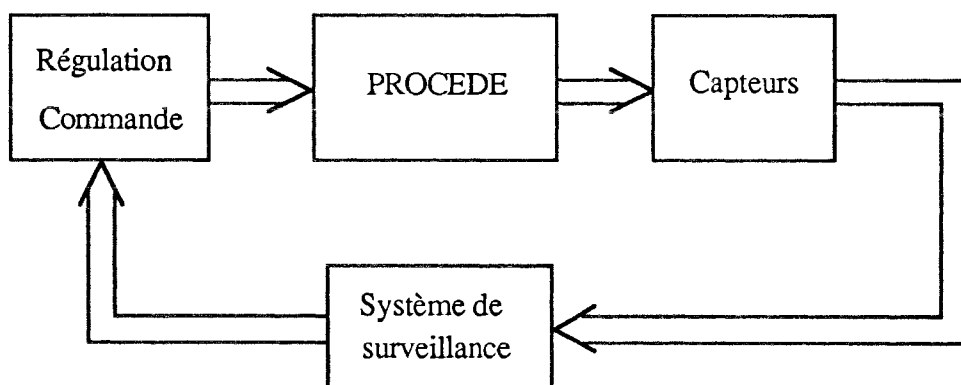 Régulation
Commande
PROCEDE
Capteurs
Système de
surveillance